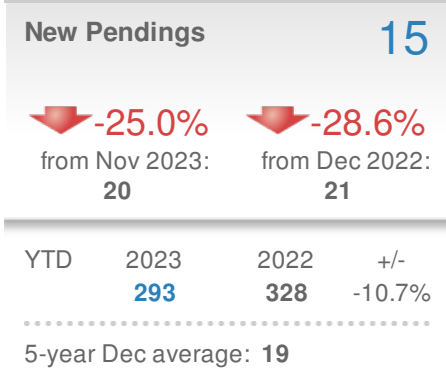 New Pendings 15
-25.0% -28.6%
from Nov 2023: from Dec 2022:
20 21
YTD 2023 2022 +/-
293 328 -10.7%
5-year Dec average: 19